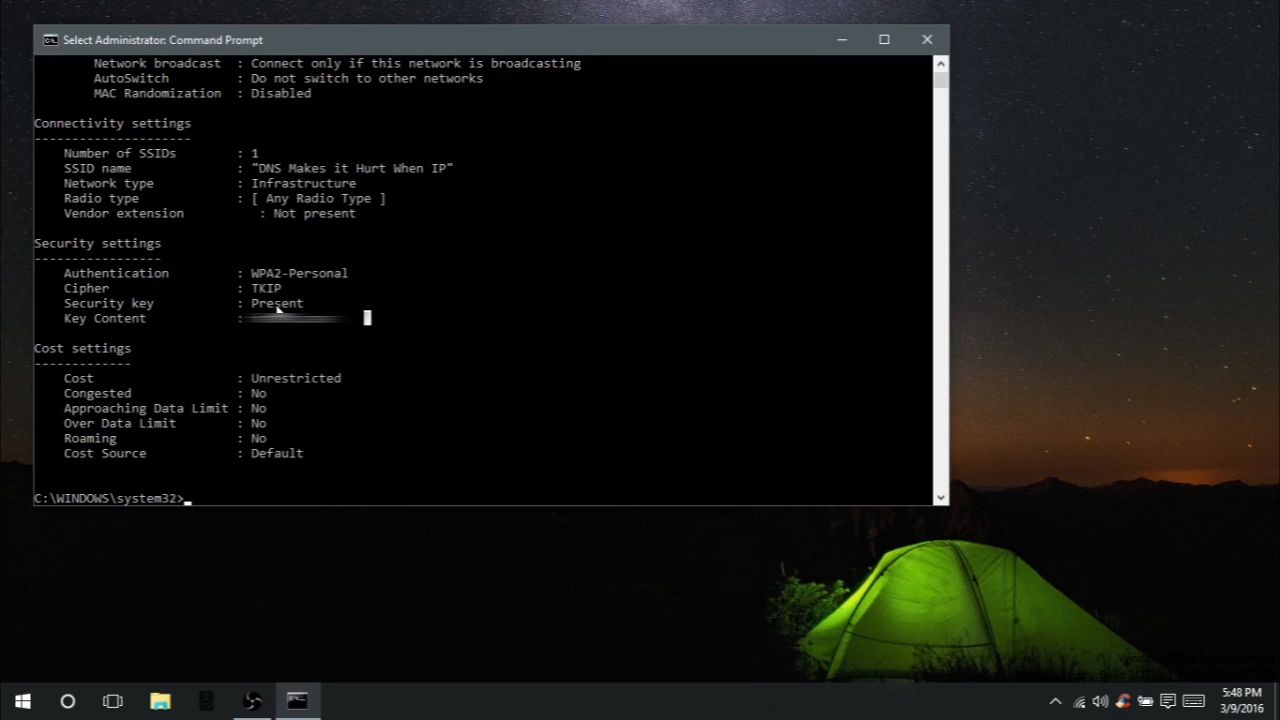 Select Administrator: Command Prompt
Network broadcast : Connect only if this network is broadcasting
AutoSwitch : Do not switch to other networks
MAC Randomization : Disabled
Connectivity settings
---------------------
Number of SSIDs : 1
SSID name : "DNS Makes it Hurt When IP"
Network type : Infrastructure
Radio type : [ Any Radio Type ]
Vendor extension : Not present
Security settings
-----------------
Authentication : WPA2-Personal
Cipher : TKIP
Security key : Present
Key Content :
Cost settings
-------------
Cost : Unrestricted
Congested : No
Approaching Data Limit : No
Over Data Limit : No
Roaming : No
Cost Source : Default
C:\WINDOWS\system32>
5:48 PM
3/9/2016